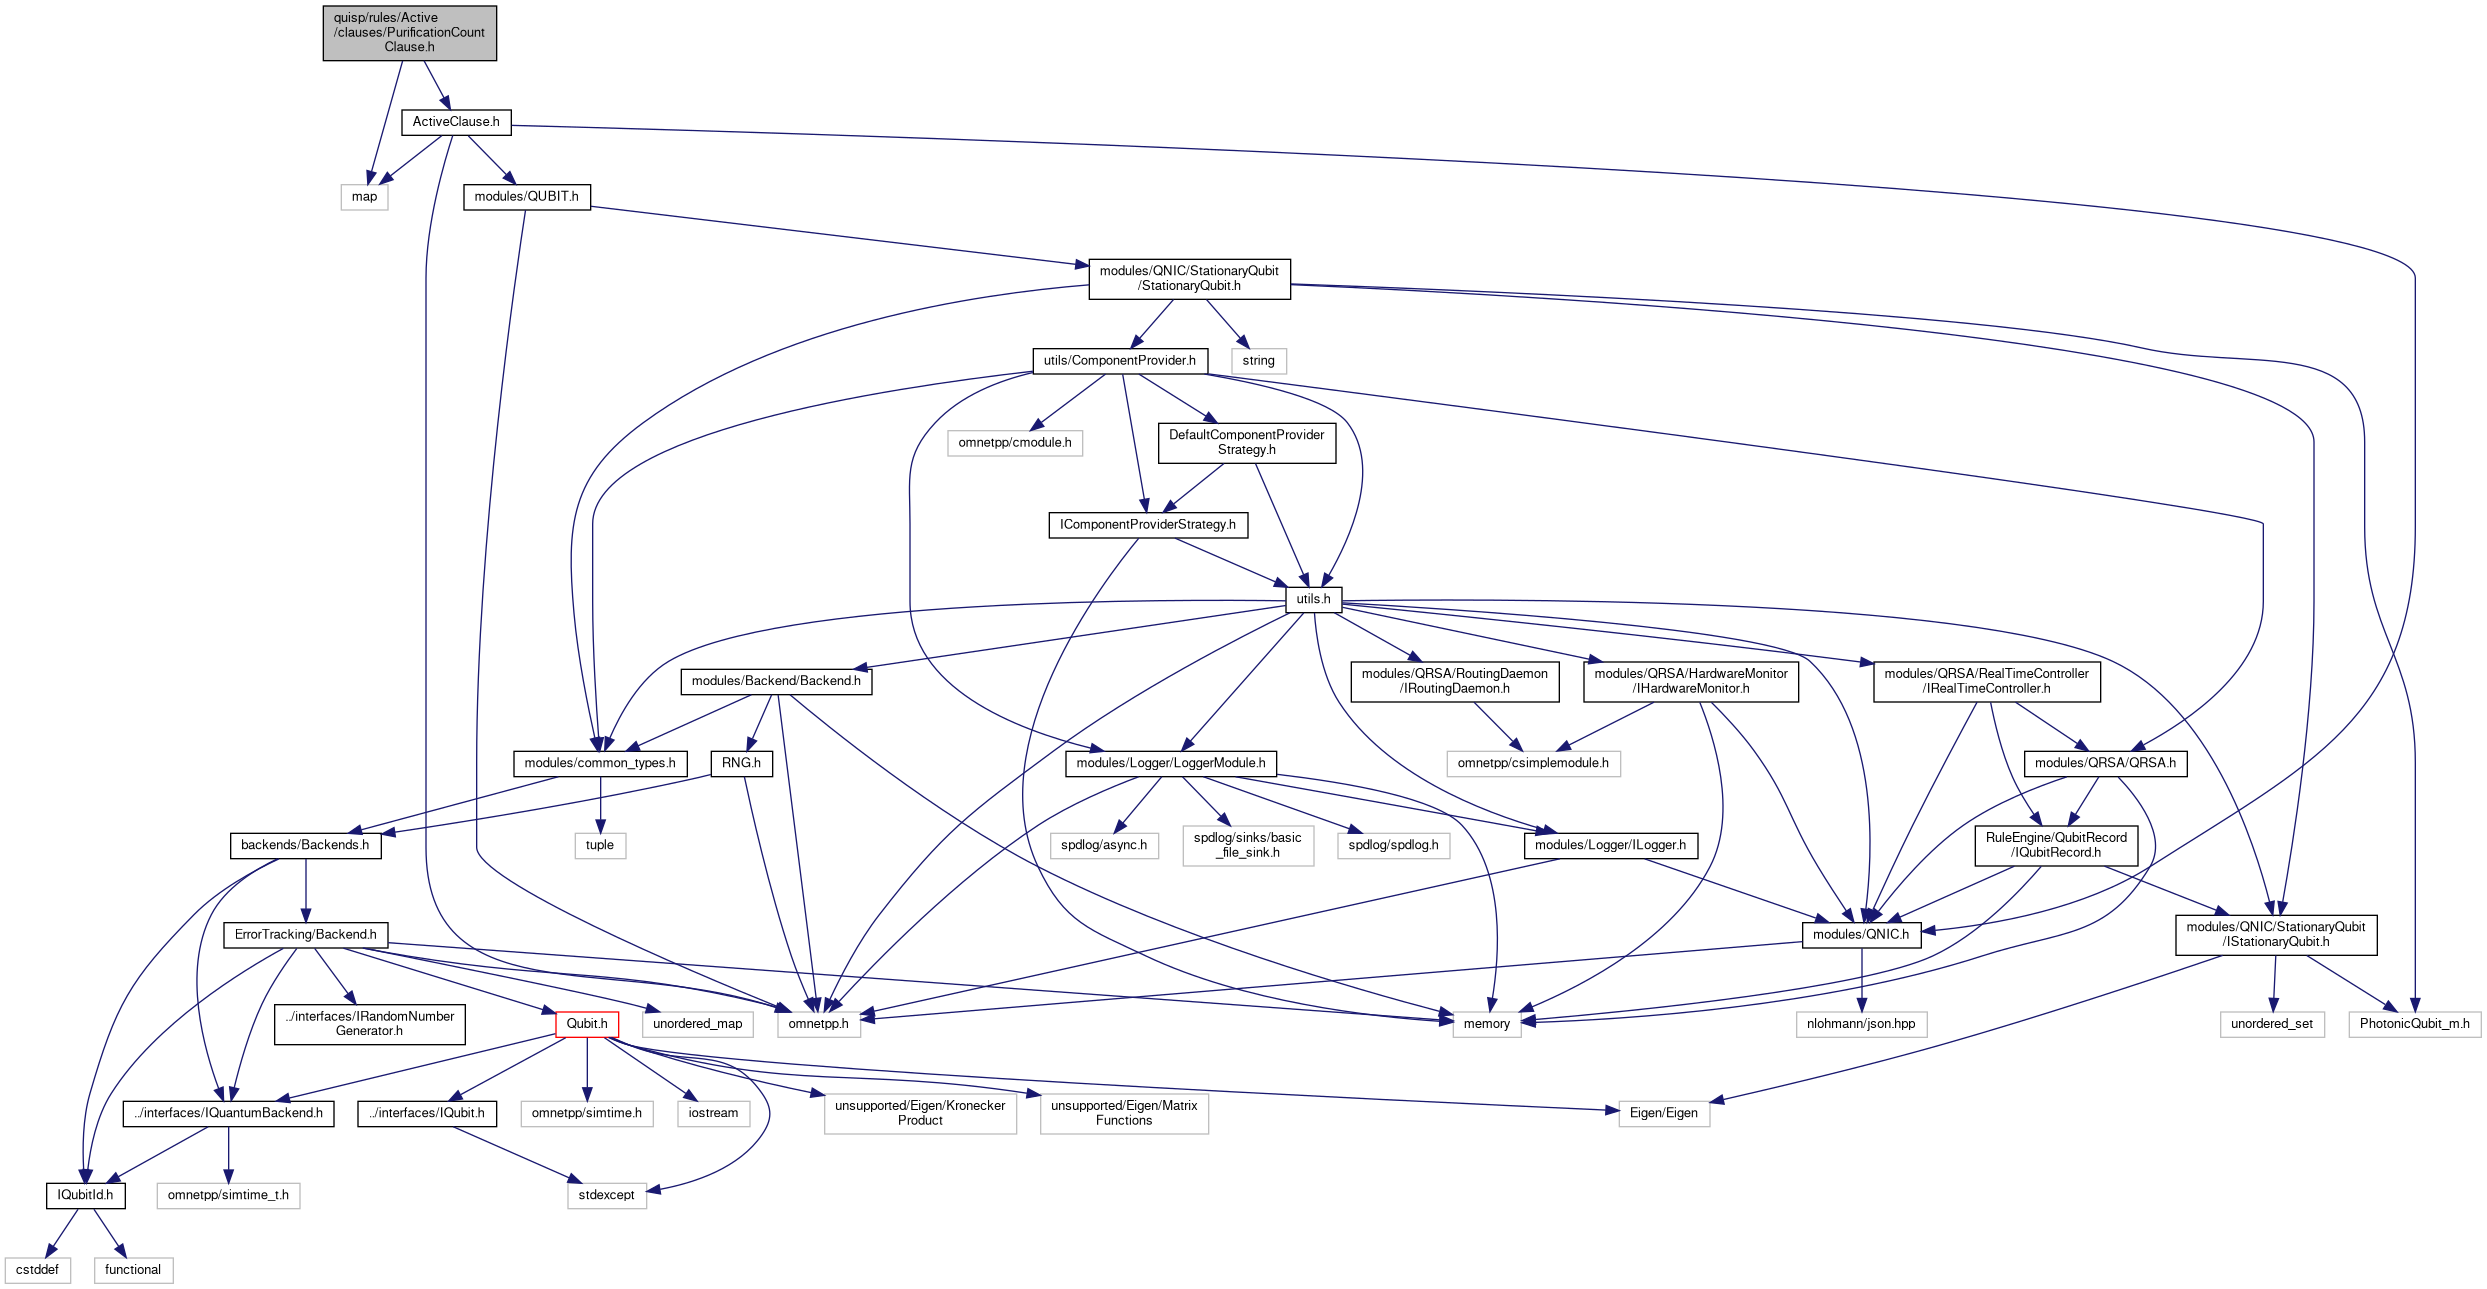 quisp/rules/Active
/clauses/PurificationCount
Clause.h
ActiveClause.h
map
modules/QUBIT.h
modules/QNIC/StationaryQubit
/StationaryQubit.h
utils/ComponentProvider.h
string
omnetpp/cmodule.h
DefaultComponentProvider
Strategy.h
IComponentProviderStrategy.h
utils.h
modules/Backend/Backend.h
modules/QRSA/RoutingDaemon
/IRoutingDaemon.h
modules/QRSA/HardwareMonitor
/IHardwareMonitor.h
modules/QRSA/RealTimeController
/IRealTimeController.h
modules/common_types.h
RNG.h
modules/Logger/LoggerModule.h
omnetpp/csimplemodule.h
modules/QRSA/QRSA.h
backends/Backends.h
tuple
spdlog/async.h
spdlog/sinks/basic
_file_sink.h
spdlog/spdlog.h
modules/Logger/ILogger.h
RuleEngine/QubitRecord
/IQubitRecord.h
ErrorTracking/Backend.h
modules/QNIC.h
modules/QNIC/StationaryQubit
/IStationaryQubit.h
../interfaces/IRandomNumber
Generator.h
Qubit.h
unordered_map
omnetpp.h
memory
nlohmann/json.hpp
unordered_set
PhotonicQubit_m.h
../interfaces/IQuantumBackend.h
../interfaces/IQubit.h
omnetpp/simtime.h
iostream
unsupported/Eigen/Kronecker
Product
unsupported/Eigen/Matrix
Functions
Eigen/Eigen
IQubitId.h
omnetpp/simtime_t.h
stdexcept
cstddef
functional